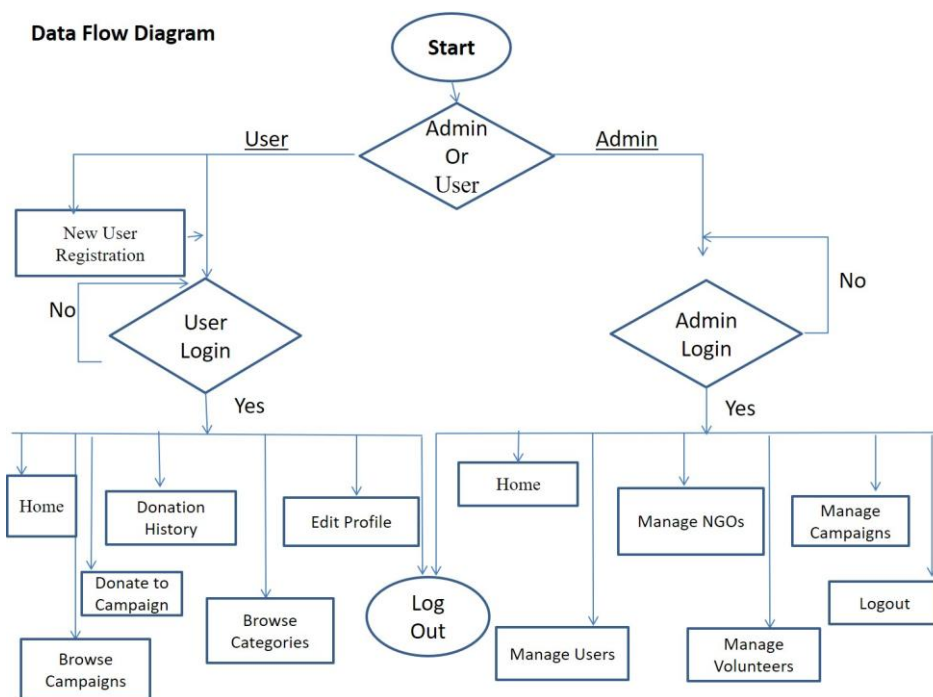 Data Flow Diagram
Start
User
Admin
Or
User
Admin
New User
Registration
No
User
Login
Admin
Login
No
Yes
Yes
Home
Donation
History
Edit Profile
Home
Manage NGOs
Manage
Campaigns
Donate to
Campaign
Browse
Categories
Log
Out
Logout
Browse
Campaigns
Manage Users
Manage
Volunteers